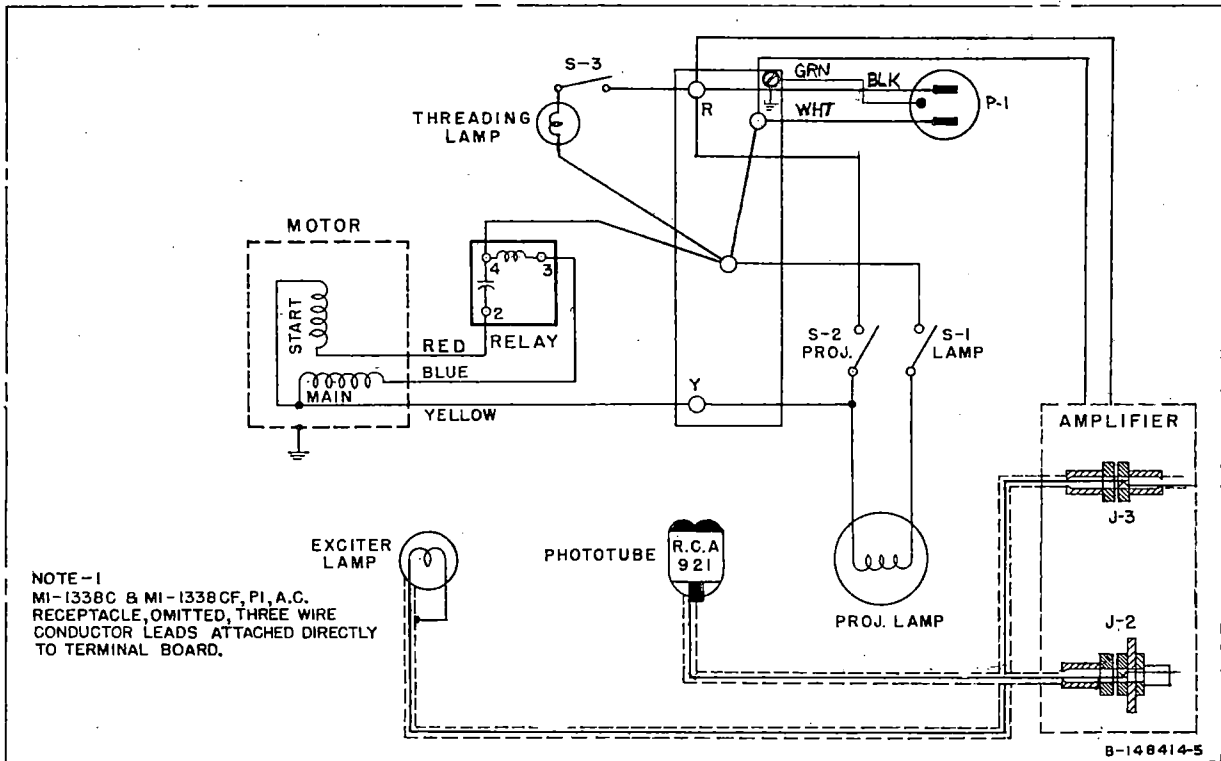 S-3
THREADING
LAMP
R
GRN
BLK
WHT
P-1
MOTOR
START
MAIN
4
3
2
RELAY
RED
BLUE
YELLOW
Y
S-2
PROJ.
S-1
LAMP
AMPLIFIER
J-3
J-2
EXCITER
LAMP
PHOTOTUBE
R.C.A
921
PROJ. LAMP
NOTE-1
MI-1338C & MI-1338CF, P1, A.C.
RECEPTACLE, OMITTED, THREE WIRE
CONDUCTOR LEADS ATTACHED DIRECTLY
TO TERMINAL BOARD.
B-148414-5